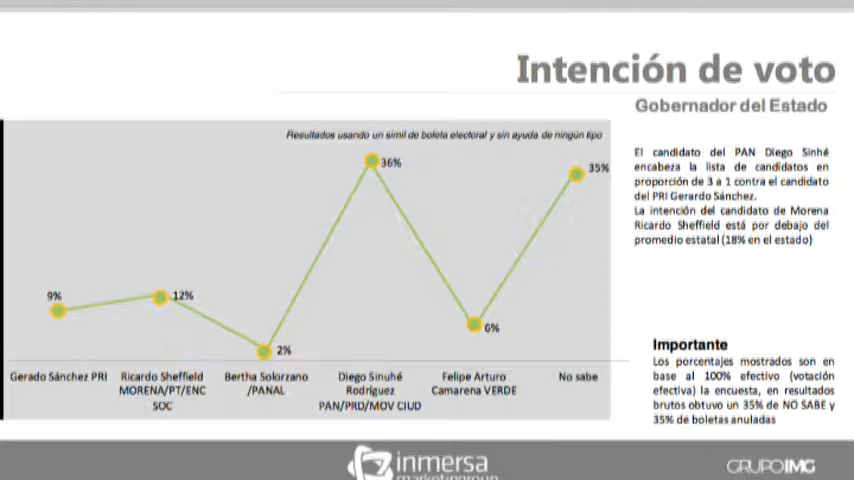 Intención de voto
Gobernador del Estado
Resultados usando un simil de boleta electoral y sin ayuda de ningún tipo
36%
35%
9%
12%
6%
2%
Gerado Sánchez PRI
Ricardo Sheffield
MORENA/PT/ENC
SOC
Bertha Solorzano
/PANAL
Diego Sinuhé
Rodríguez
PAN/PRD/MOV CIUD
Felipe Arturo
Camarena VERDE
No sabe
El candidato del PAN Diego Sinhé
encabeza la lista de candidatos en
proporción de 3 a 1 contra el candidato
del PRI Gerardo Sánchez.
La intención del candidato de Morena
Ricardo Sheffield está por debajo del
promedio estatal (18% en el estado)
Importante
Los porcentajes mostrados son en
base al 100% efectivo (votación
efectiva) la encuesta, en resultados
brutos obtuvo un 35% de NO SABE y
35% de boletas anuladas
inmersa
marketingroup
GRUPOIMG